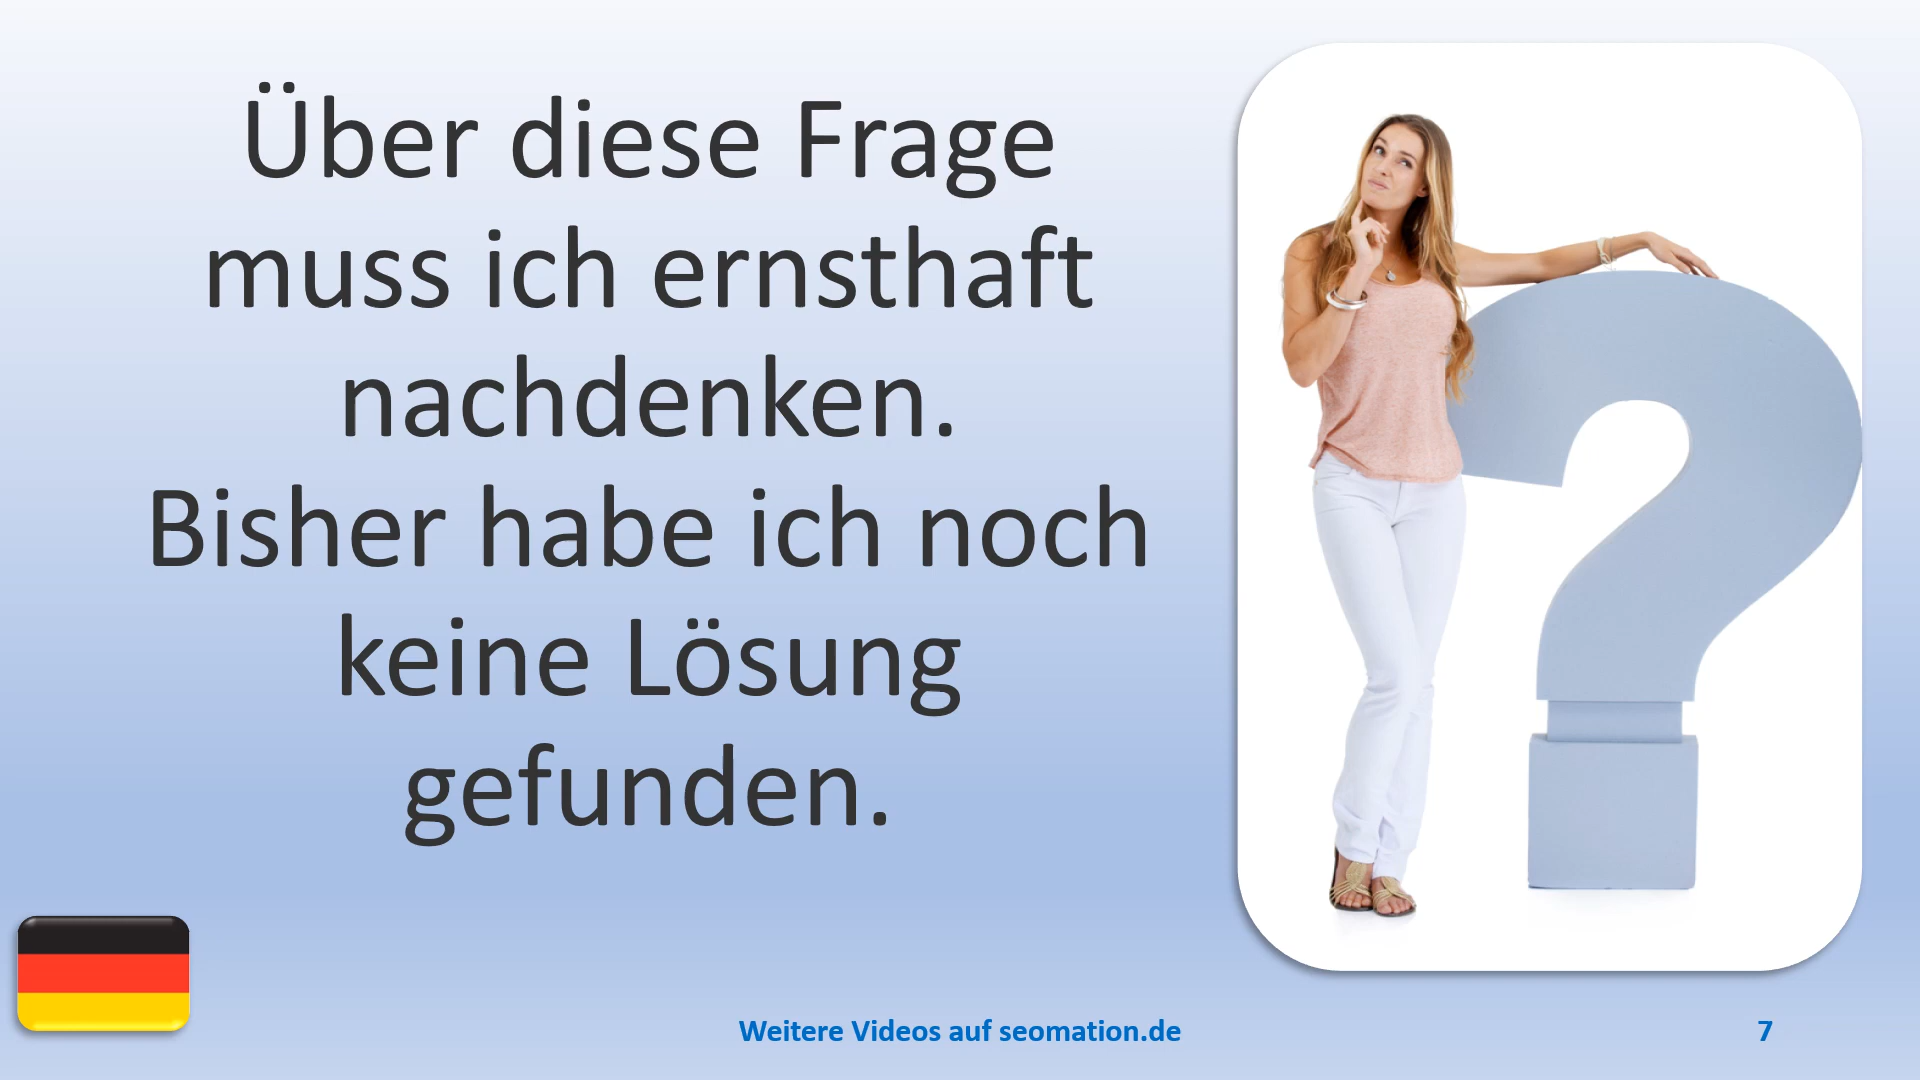 Über diese Frage
muss ich ernsthaft
nachdenken.
Bisher habe ich noch
keine Lösung
gefunden.
Weitere Videos auf seomation.de
7